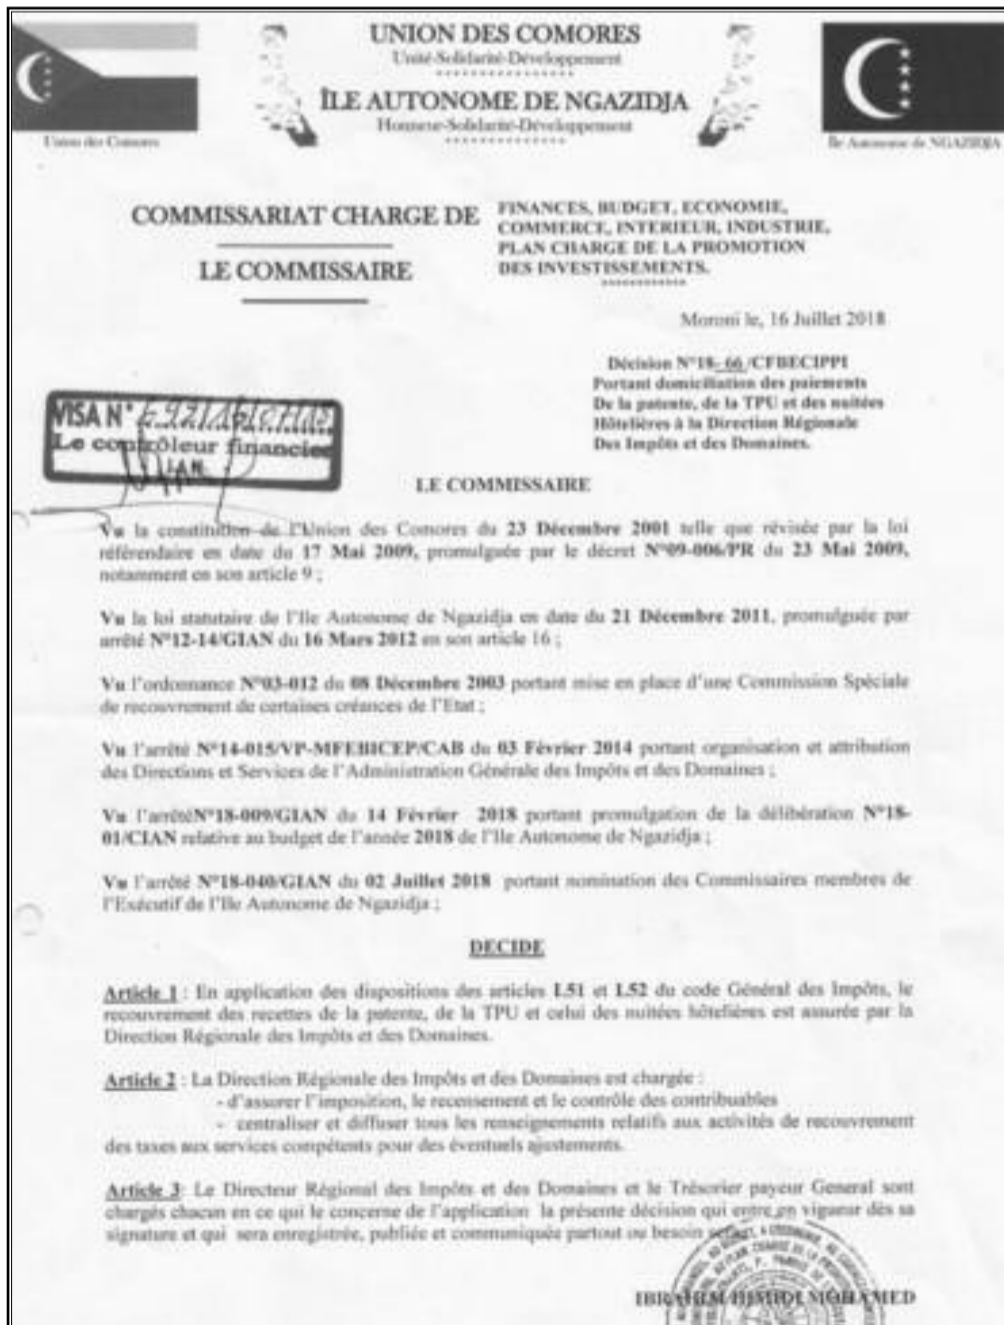 UNION DES COMORES
Unité-Solidarité-Développement
ÎLE AUTONOME DE NGAZIDJA
Honneur-Solidarité-Développement
Union des Comores
Île Autonome de NGAZIDJA
COMMISSARIAT CHARGE DE
LE COMMISSAIRE
FINANCES, BUDGET, ECONOMIE,
COMMERCE, INTERIEUR, INDUSTRIE,
PLAN CHARGE DE LA PROMOTION
DES INVESTISSEMENTS.
Moroni le, 16 Juillet 2018
Décision N°18-66/CFBECIPPI
Portant domiciliation des paiements
De la patente, de la TPU et des nuitées
Hôtelières à la Direction Régionale
Des Impôts et des Domaines.
VISA N°
Le contrôleur financier
IAN
LE COMMISSAIRE
Vu la constitution de l'Union des Comores du 23 Décembre 2001 telle que révisée par la loi
référendaire en date du 17 Mai 2009, promulguée par le décret N°09-006/PR du 23 Mai 2009,
notamment en son article 9 ;
Vu la loi statutaire de l'Ile Autonome de Ngazidja en date du 21 Décembre 2011, promulguée par
arrêté N°12-14/GIAN du 16 Mars 2012 en son article 16 ;
Vu l'ordonnance N°03-012 du 08 Décembre 2003 portant mise en place d'une Commission Spéciale
de recouvrement de certaines créances de l'Etat ;
Vu l'arrêté N°14-015/VP-MFEBICEP/CAB du 03 Février 2014 portant organisation et attribution
des Directions et Services de l'Administration Générale des Impôts et des Domaines ;
Vu l'arrêtéN°18-009/GIAN du 14 Février 2018 portant promulgation de la délibération N°18-
01/CIAN relative au budget de l'année 2018 de l'Ile Autonome de Ngazidja ;
Vu l'arrêté N°18-040/GIAN du 02 Juillet 2018 portant nomination des Commissaires membres de
l'Exécutif de l'Ile Autonome de Ngazidja ;
DECIDE
Article 1 : En application des dispositions des articles L51 et L52 du code Général des Impôts, le
recouvrement des recettes de la patente, de la TPU et celui des nuitées hôtelières est assurée par la
Direction Régionale des Impôts et des Domaines.
Article 2 : La Direction Régionale des Impôts et des Domaines est chargée :
- d'assurer l'imposition, le recensement et le contrôle des contribuables
- centraliser et diffuser tous les renseignements relatifs aux activités de recouvrement
des taxes aux services compétents pour des éventuels ajustements.
Article 3: Le Directeur Régional des Impôts et des Domaines et le Trésorier payeur General sont
chargés chacun en ce qui le concerne de l'application la présente décision qui entre en vigueur dès sa
signature et qui sera enregistrée, publiée et communiquée partout ou besoin
IBRAHIM MOHAMED